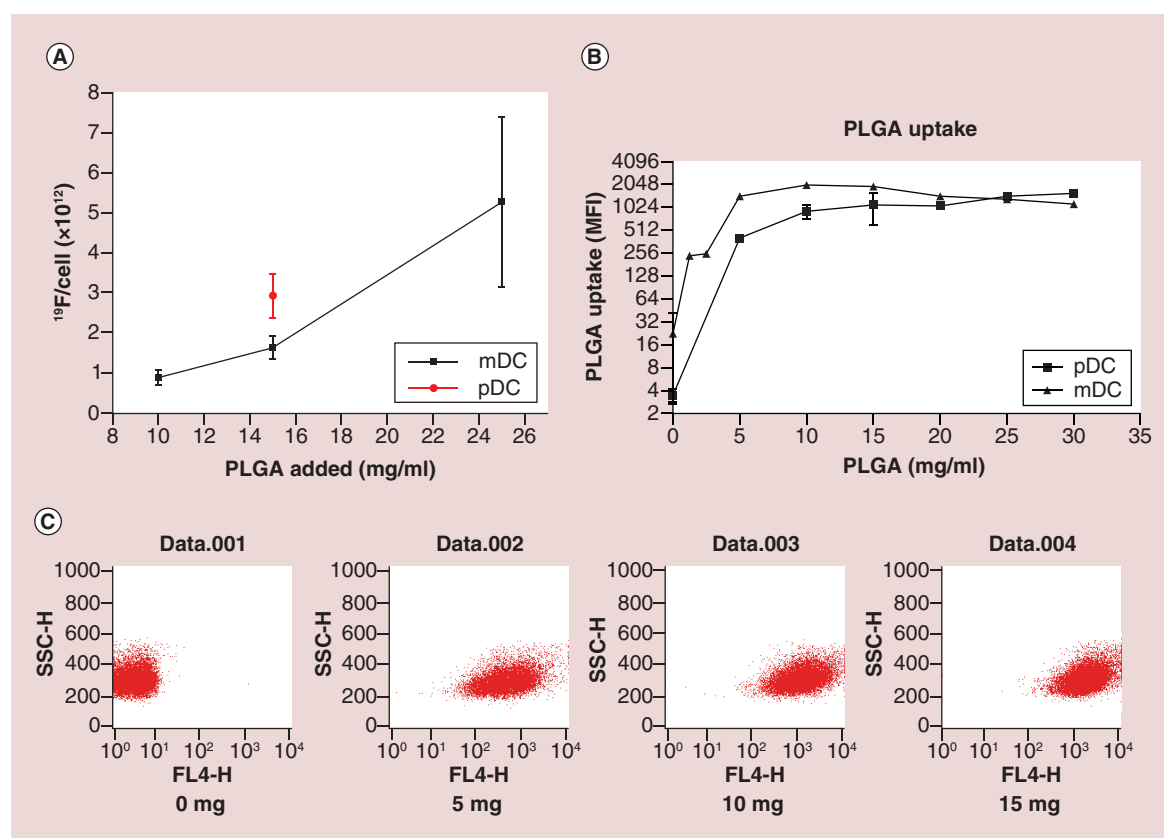 A
8
7
6
5
4
3
2
1
0
¹⁹F/cell (×10¹²)
8 10 12 14 16 18 20 22 24 26
PLGA added (mg/ml)
mDC
pDC
B
PLGA uptake
4096
2048
1024
512
256
128
64
32
16
8
4
2
PLGA uptake (MFI)
0 5 10 15 20 25 30 35
PLGA (mg/ml)
pDC
mDC
C
Data.001
1000
800
600
400
200
0
SSC-H
10⁰ 10¹ 10² 10³ 10⁴
FL4-H
0 mg
Data.002
1000
800
600
400
200
0
SSC-H
10⁰ 10¹ 10² 10³ 10⁴
FL4-H
5 mg
Data.003
1000
800
600
400
200
0
SSC-H
10⁰ 10¹ 10² 10³ 10⁴
FL4-H
10 mg
Data.004
1000
800
600
400
200
0
SSC-H
10⁰ 10¹ 10² 10³ 10⁴
FL4-H
15 mg